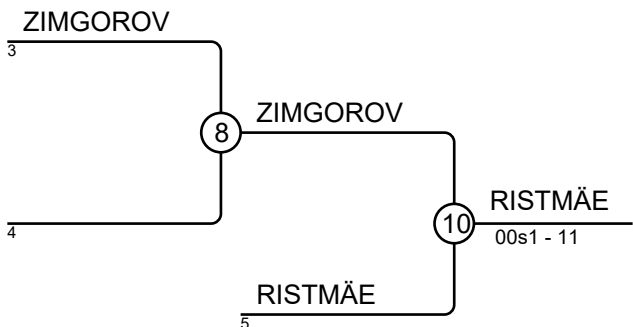 ZIMGOROV
3
8
ZIMGOROV
4
10
RISTMÄE
00s1 - 11
RISTMÄE
5